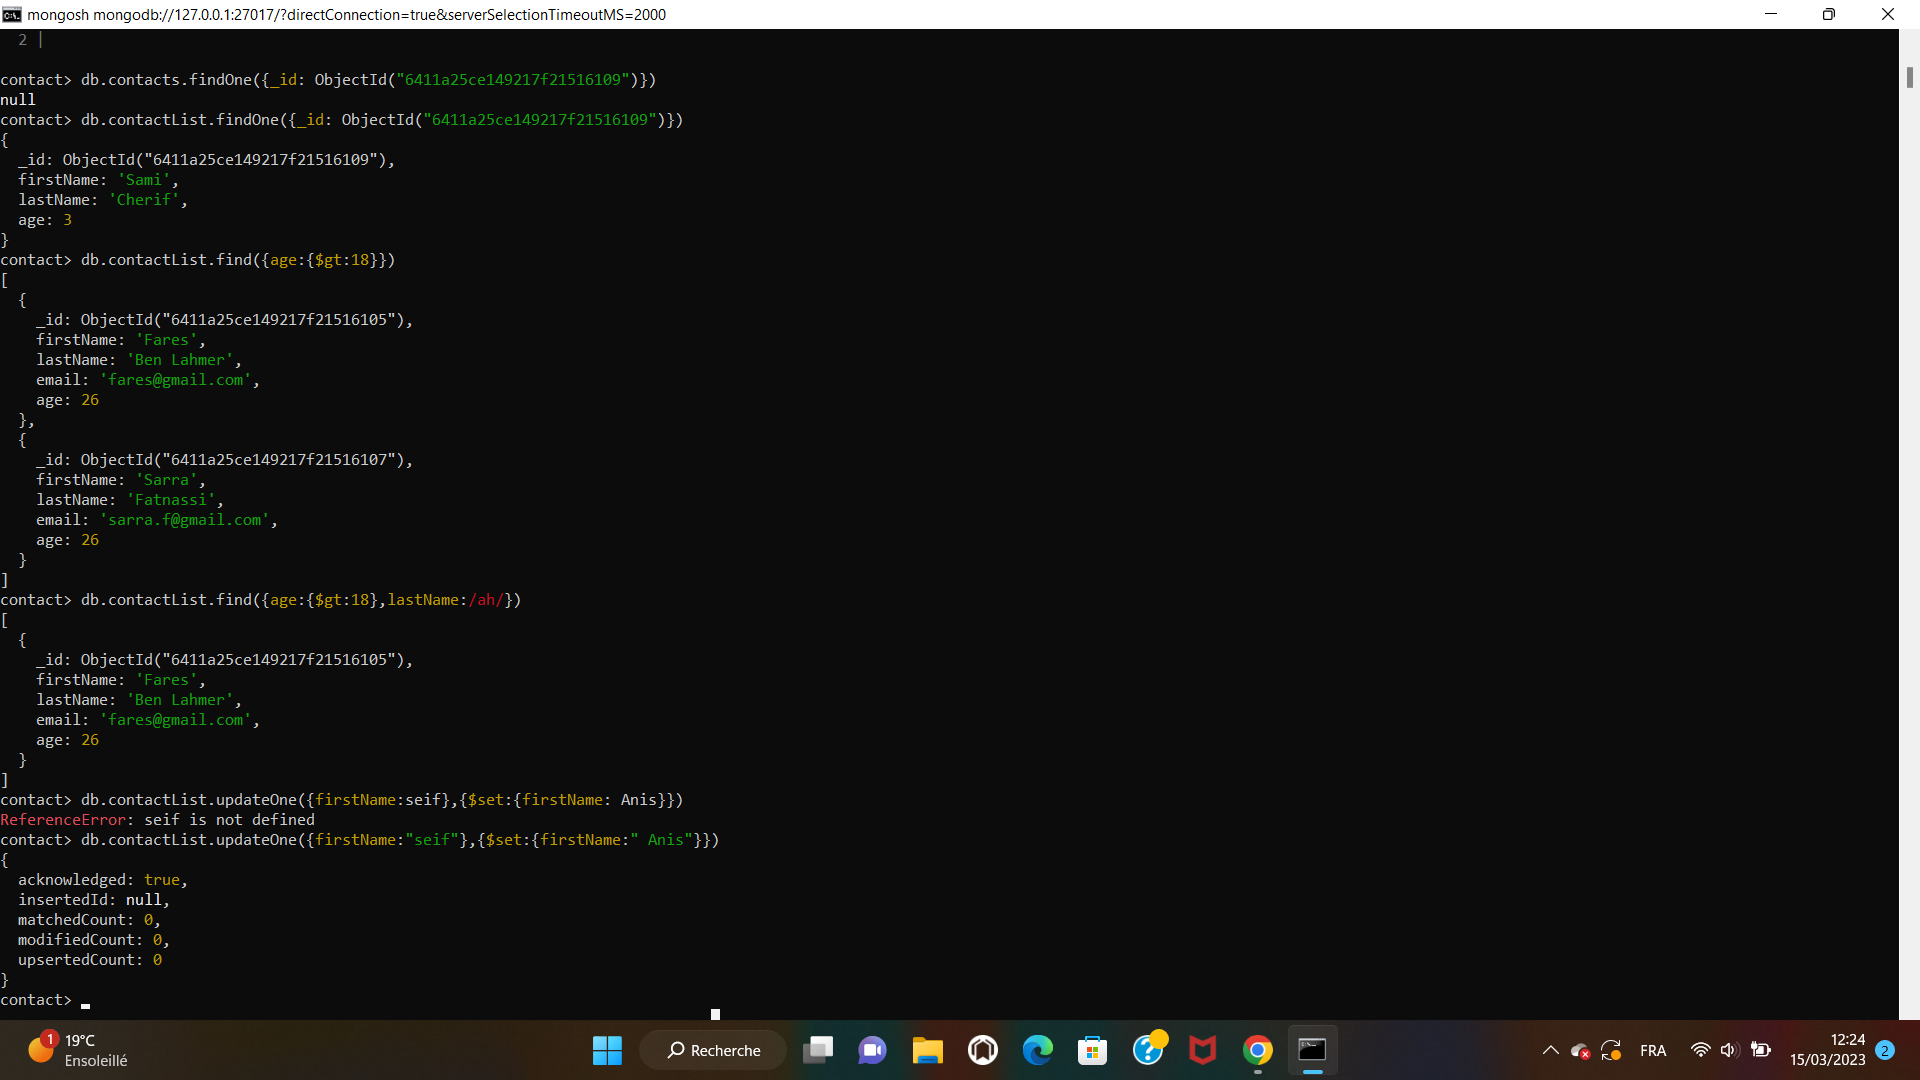 mongosh mongodb://127.0.0.1:27017/?directConnection=true&serverSelectionTimeoutMS=2000
2 |
contact> db.contacts.findOne({_id: ObjectId("6411a25ce149217f21516109")})
null
contact> db.contactList.findOne({_id: ObjectId("6411a25ce149217f21516109")})
{
  _id: ObjectId("6411a25ce149217f21516109"),
  firstName: 'Sami',
  lastName: 'Cherif',
  age: 3
}
contact> db.contactList.find({age:{$gt:18}})
[
  {
    _id: ObjectId("6411a25ce149217f21516105"),
    firstName: 'Fares',
    lastName: 'Ben Lahmer',
    email: 'fares@gmail.com',
    age: 26
  },
  {
    _id: ObjectId("6411a25ce149217f21516107"),
    firstName: 'Sarra',
    lastName: 'Fatnassi',
    email: 'sarra.f@gmail.com',
    age: 26
  }
]
contact> db.contactList.find({age:{$gt:18},lastName:/ah/})
[
  {
    _id: ObjectId("6411a25ce149217f21516105"),
    firstName: 'Fares',
    lastName: 'Ben Lahmer',
    email: 'fares@gmail.com',
    age: 26
  }
]
contact> db.contactList.updateOne({firstName:seif},{$set:{firstName: Anis}})
ReferenceError: seif is not defined
contact> db.contactList.updateOne({firstName:"seif"},{$set:{firstName:" Anis"}})
{
  acknowledged: true,
  insertedId: null,
  matchedCount: 0,
  modifiedCount: 0,
  upsertedCount: 0
}
contact>
1
19°C
Ensoleillé
Recherche
FRA
12:24
15/03/2023
2